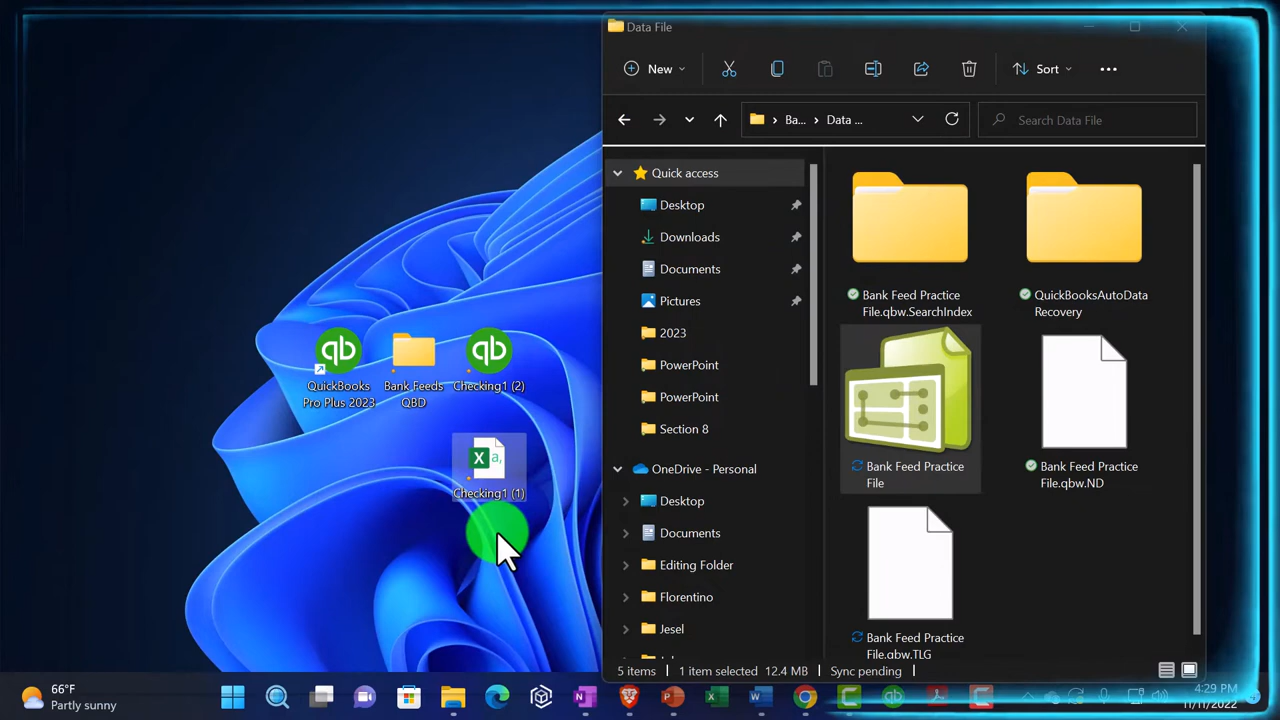 Data File
New
Sort
Ba...
Data ...
Search Data File
Quick access
Desktop
Downloads
Documents
Pictures
2023
PowerPoint
PowerPoint
Section 8
OneDrive - Personal
Desktop
Documents
Editing Folder
Florentino
Jesel
Bank Feed Practice
File.qbw.SearchIndex
QuickBooksAutoData
Recovery
Bank Feed Practice
File
Bank Feed Practice
File.qbw.ND
Bank Feed Practice
File.qbw.TLG
5 items
1 item selected 12.4 MB
Sync pending
qb
QuickBooks
Pro Plus 2023
Bank Feeds
QBD
qb
Checking1 (2)
X a,
Checking1 (1)
66°F
Partly sunny
4:29 PM
11/11/2022